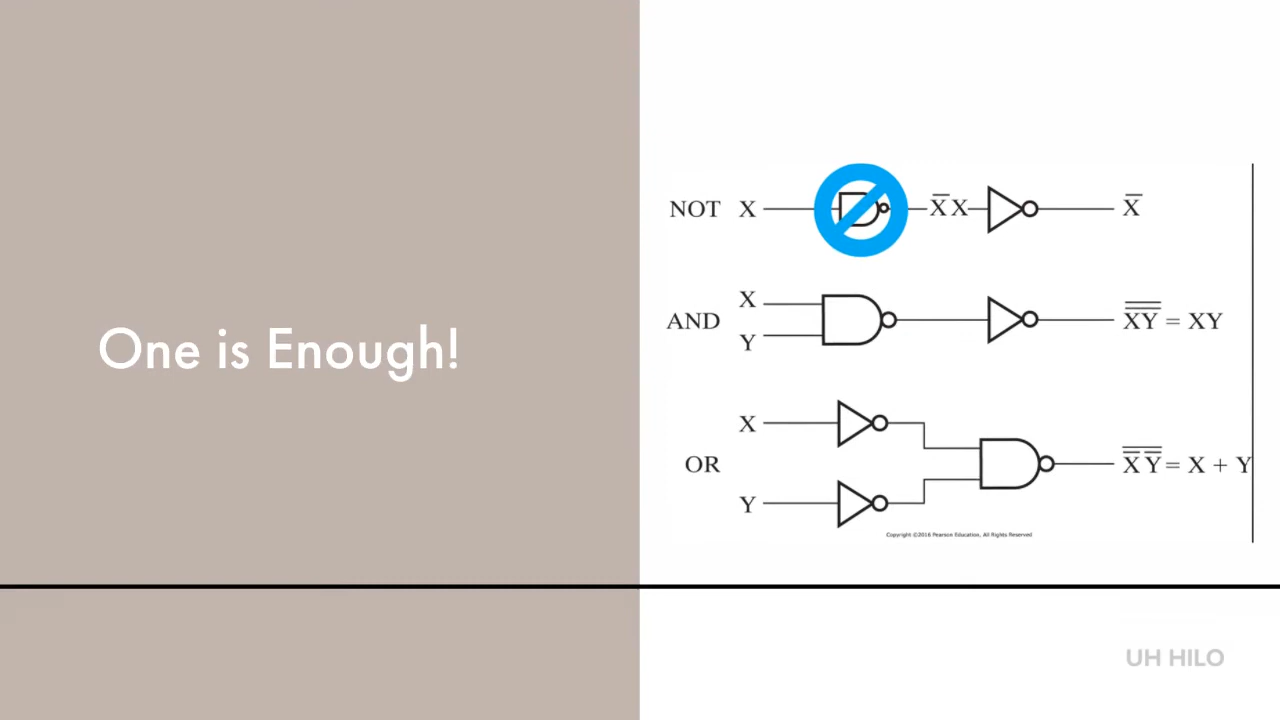 One is Enough!
NOT X X̅ X X̅
X
AND X̿Y̿ = XY
Y
X
OR X̿ Y̿ = X + Y
Y
Copyright ©2016 Pearson Education, All Rights Reserved
UH HILO